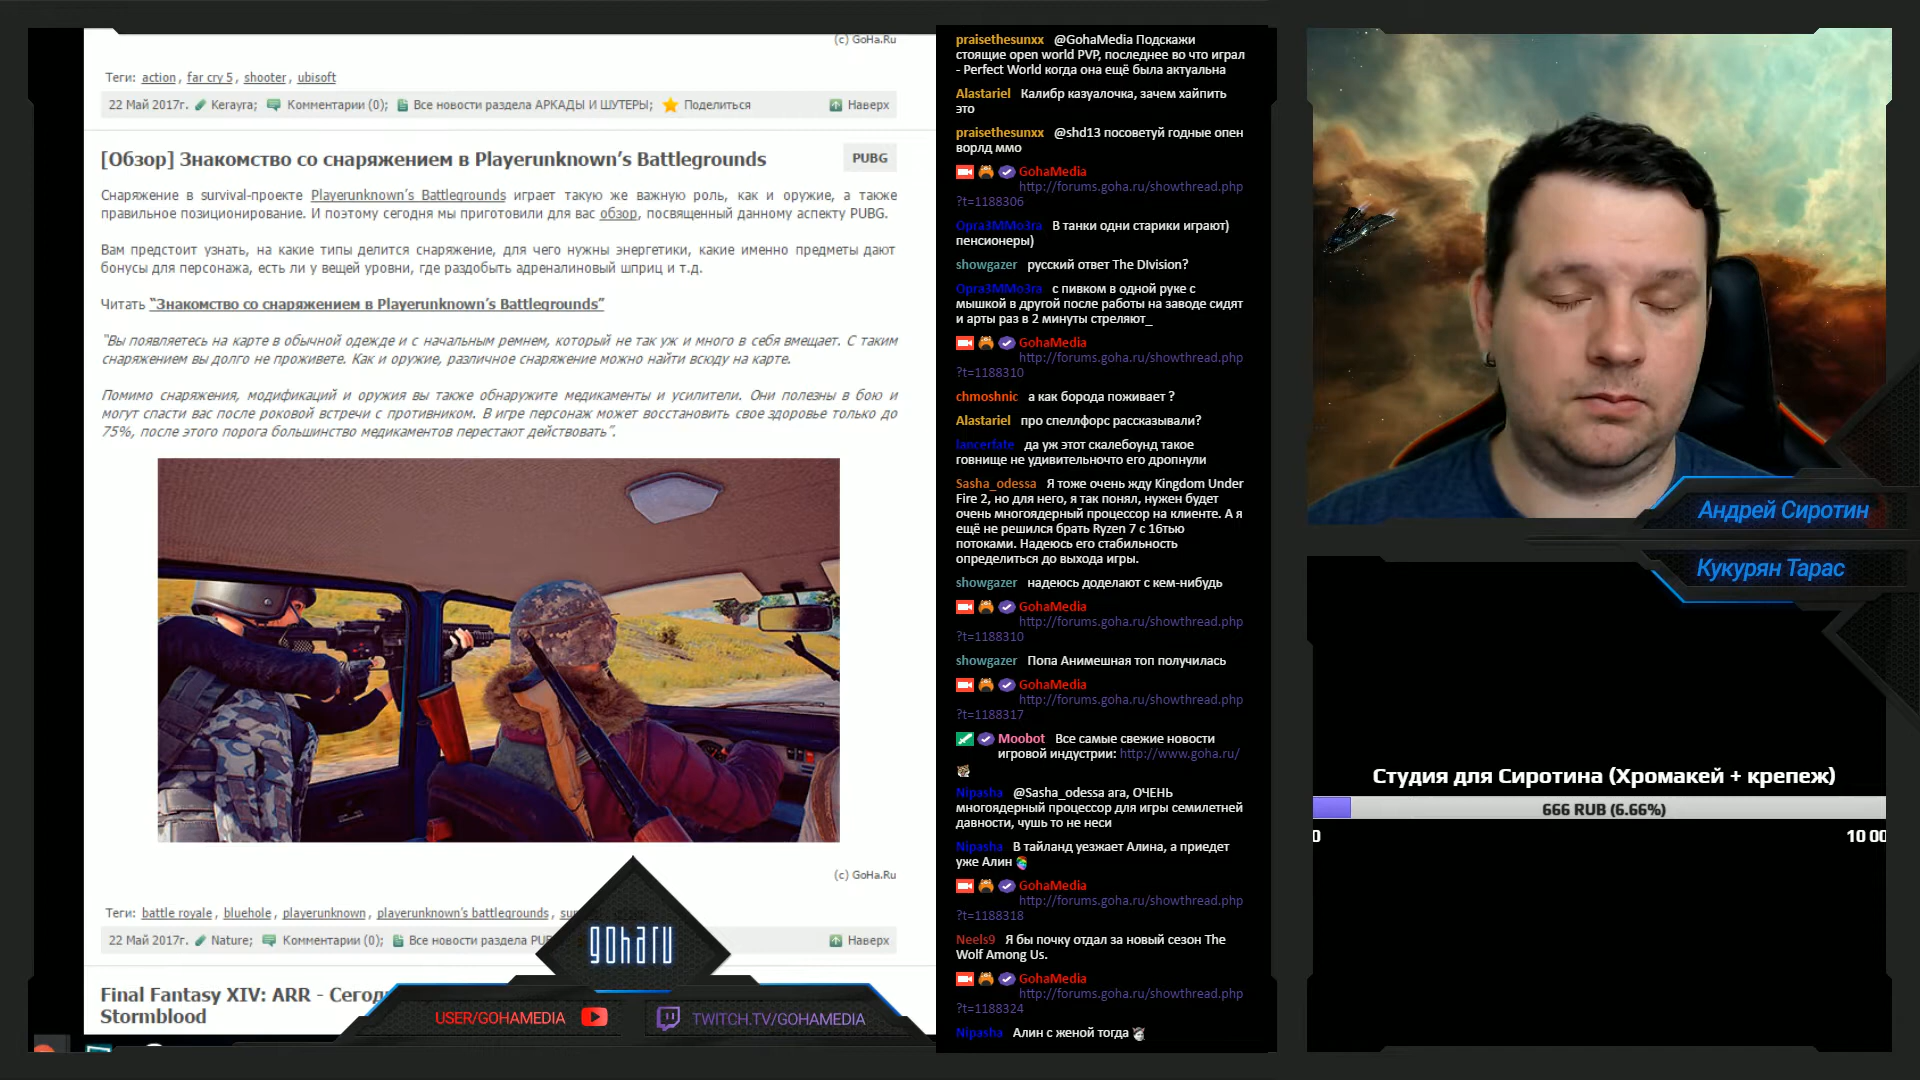 (c) GoHa.Ru
Теги: action, far cry 5, shooter, ubisoft
22 Май 2017г. Kerayra; Комментарии (0); Все новости раздела АРКАДЫ И ШУТЕРЫ; Поделиться Наверх
[Обзор] Знакомство со снаряжением в Playerunknown's Battlegrounds
PUBG
Снаряжение в survival-проекте Playerunknown's Battlegrounds играет такую же важную роль, как и оружие, а также
правильное позиционирование. И поэтому сегодня мы приготовили для вас обзор, посвященный данному аспекту PUBG.
Вам предстоит узнать, на какие типы делится снаряжение, для чего нужны энергетики, какие именно предметы дают
бонусы для персонажа, есть ли у вещей уровни, где раздобыть адреналиновый шприц и т.д.
Читать "Знакомство со снаряжением в Playerunknown's Battlegrounds"
"Вы появляетесь на карте в обычной одежде и с начальным ремнем, который не так уж и много в себя вмещает. С таким
снаряжением вы долго не проживете. Как и оружие, различное снаряжение можно найти всюду на карте.
Помимо снаряжения, модификаций и оружия вы также обнаружите медикаменты и усилители. Они полезны в бою и
могут спасти вас после роковой встречи с противником. В игре персонаж может восстановить свое здоровье только до
75%, после этого порога большинство медикаментов перестают действовать".
(c) GoHa.Ru
Теги: battle royale, bluehole, playerunknown, playerunknown's battlegrounds,
22 Май 2017г. Nature; Комментарии (0); Все новости раздела Наверх
Final Fantasy XIV: ARR -
Stormblood
goharu
USER/GOHAMEDIA
TWITCH.TV/GOHAMEDIA
praisethesunxx @GohaMedia Подскажи
стоящие open world PVP, последнее во что играл
- Perfect World когда она ещё была актуальна
Alastariel Калибр казуалочка, зачем хайпить
это
praisethesunxx @shd13 посоветуй годные опен
ворлд ммо
GohaMedia
http://forums.goha.ru/showthread.php
?t=1188306
Opra3MMo3ra В танки одни старики играют)
пенсионеры)
showgazer русский ответ The DIvision?
Opra3MMo3ra с пивком в одной руке с
мышкой в другой после работы на заводе сидят
и арты раз в 2 минуты стреляют_
GohaMedia
http://forums.goha.ru/showthread.php
?t=1188310
chmoshnic а как борода поживает ?
Alastariel про спеллфорс рассказывали?
lancerfate да уж этот скалебоунд такое
говнище не удивительночто его дропнули
Sasha_odessa Я тоже очень жду Kingdom Under
Fire 2, но для него, я так понял, нужен будет
очень многоядерный процессор на клиенте. А я
ещё не решился брать Ryzen 7 с 16тью
потоками. Надеюсь его стабильность
определиться до выхода игры.
showgazer надеюсь доделают с кем-нибудь
GohaMedia
http://forums.goha.ru/showthread.php
?t=1188310
showgazer Попа Анимешная топ получилась
GohaMedia
http://forums.goha.ru/showthread.php
?t=1188317
Moobot Все самые свежие новости
игровой индустрии: http://www.goha.ru/
Nipasha @Sasha_odessa ага, ОЧЕНЬ
многоядерный процессор для игры семилетней
давности, чушь то не неси
Nipasha В тайланд уезжает Алина, а приедет
уже Алин
GohaMedia
http://forums.goha.ru/showthread.php
?t=1188318
Neels9 Я бы почку отдал за новый сезон The
Wolf Among Us.
GohaMedia
http://forums.goha.ru/showthread.php
?t=1188324
Nipasha Алин с женой тогда
Андрей Сиротин
Кукурян Тарас
Студия для Сиротина (Хромакей + крепеж)
666 RUB (6.66%)
0
10 00